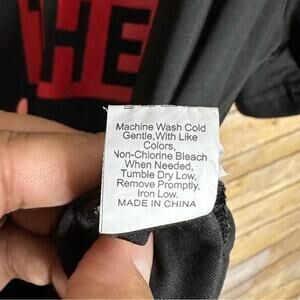 HE
Machine Wash Cold
Gentle,With Like
Colors,
Non-Chlorine Bleach
When Needed,
Tumble Dry Low,
Remove Promptly,
Iron Low.
MADE IN CHINA